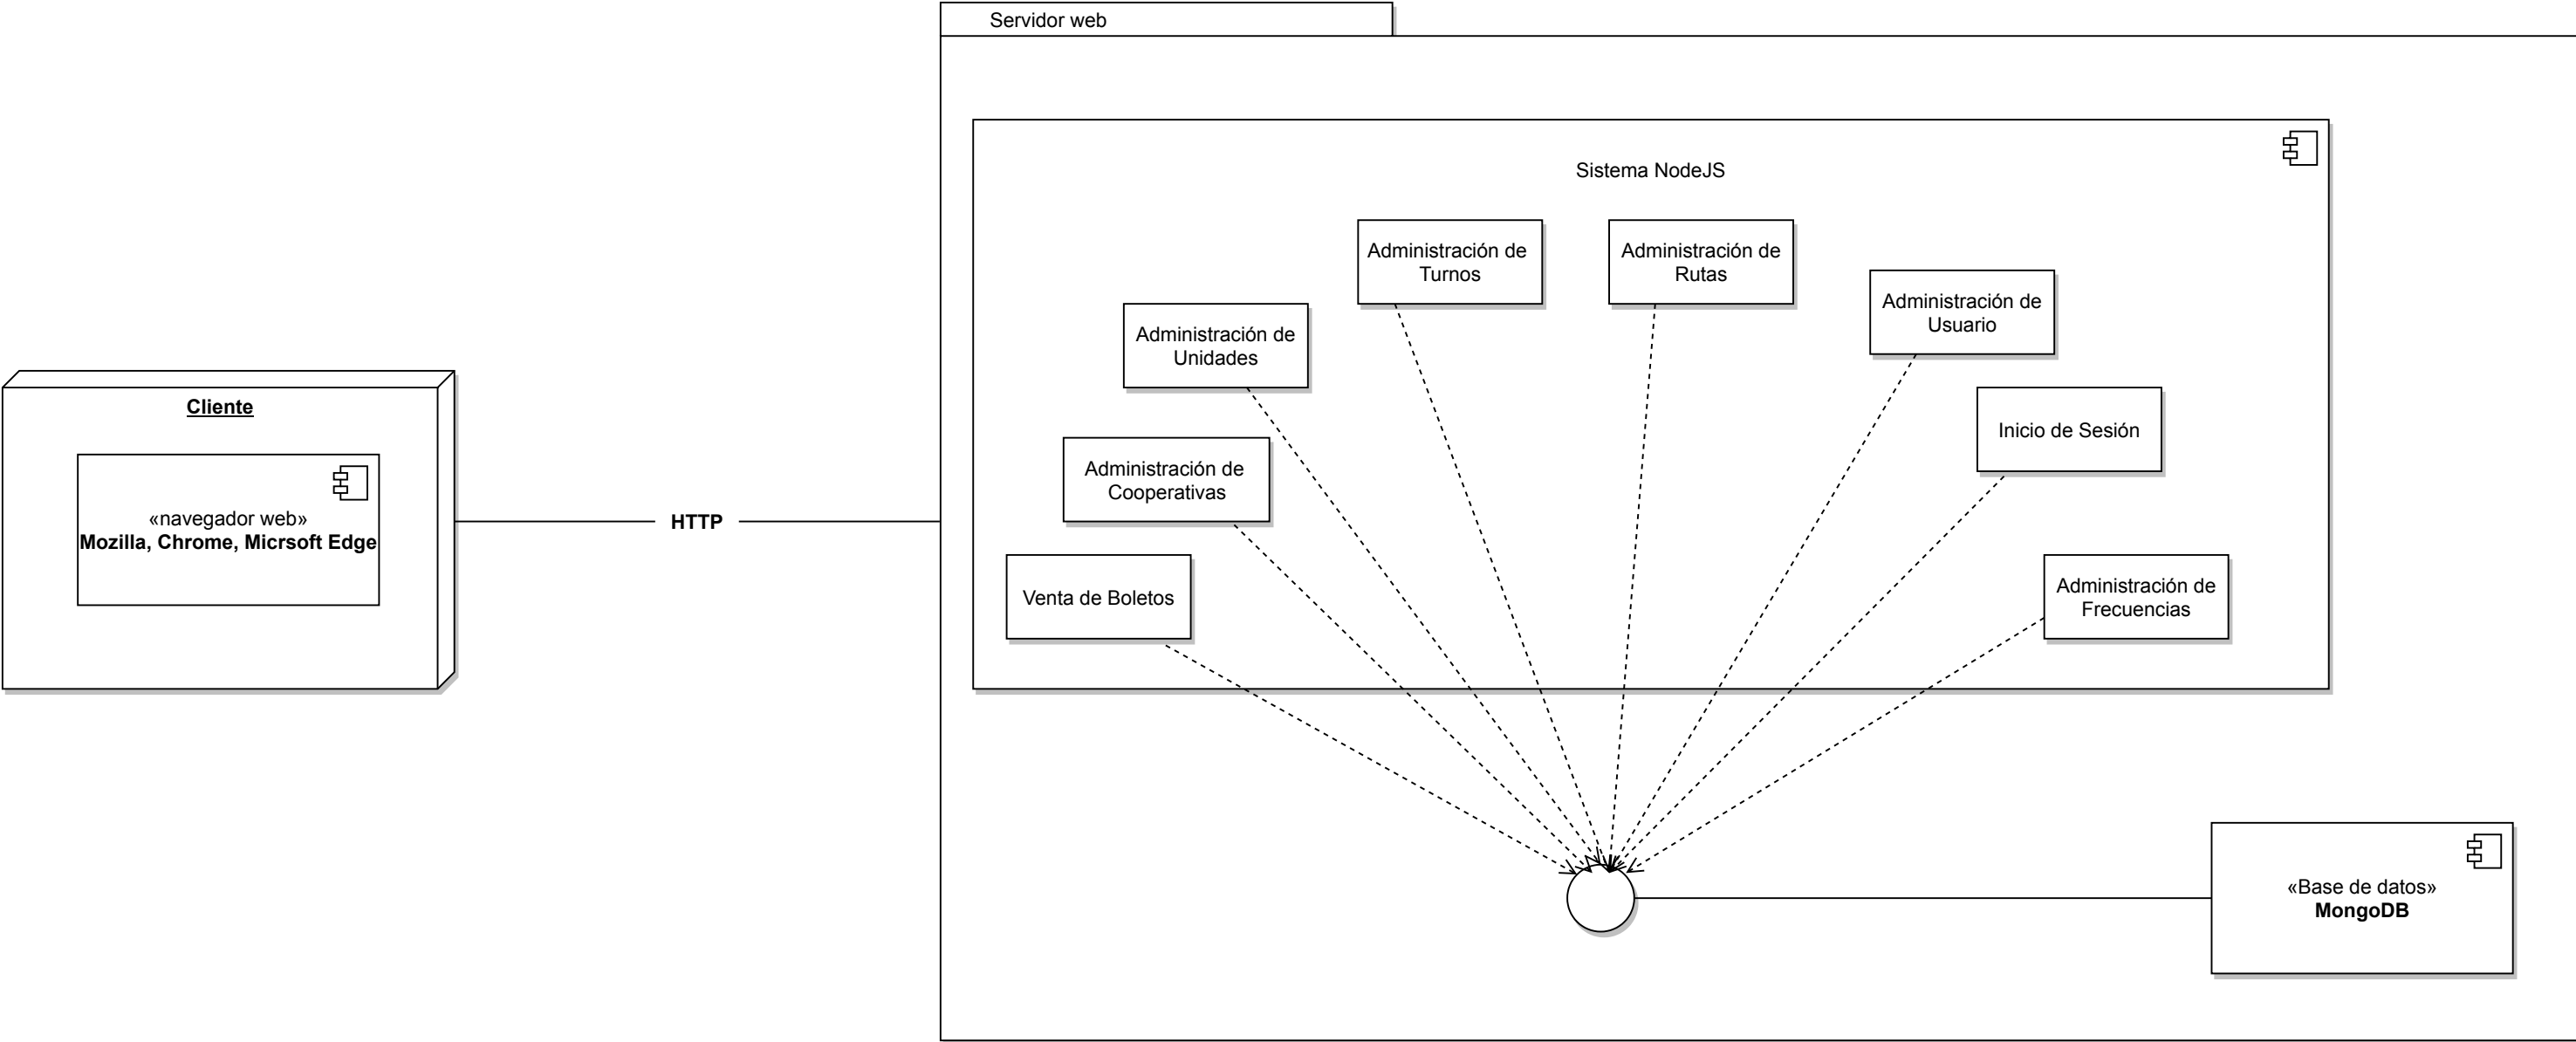 Servidor web
Sistema NodeJS
Administración de
Turnos
Administración de
Rutas
Administración de
Usuario
Administración de
Unidades
Inicio de Sesión
Cliente
Administración de
Cooperativas
«navegador web»
Mozilla, Chrome, Micrsoft Edge
HTTP
Venta de Boletos
Administración de
Frecuencias
«Base de datos»
MongoDB